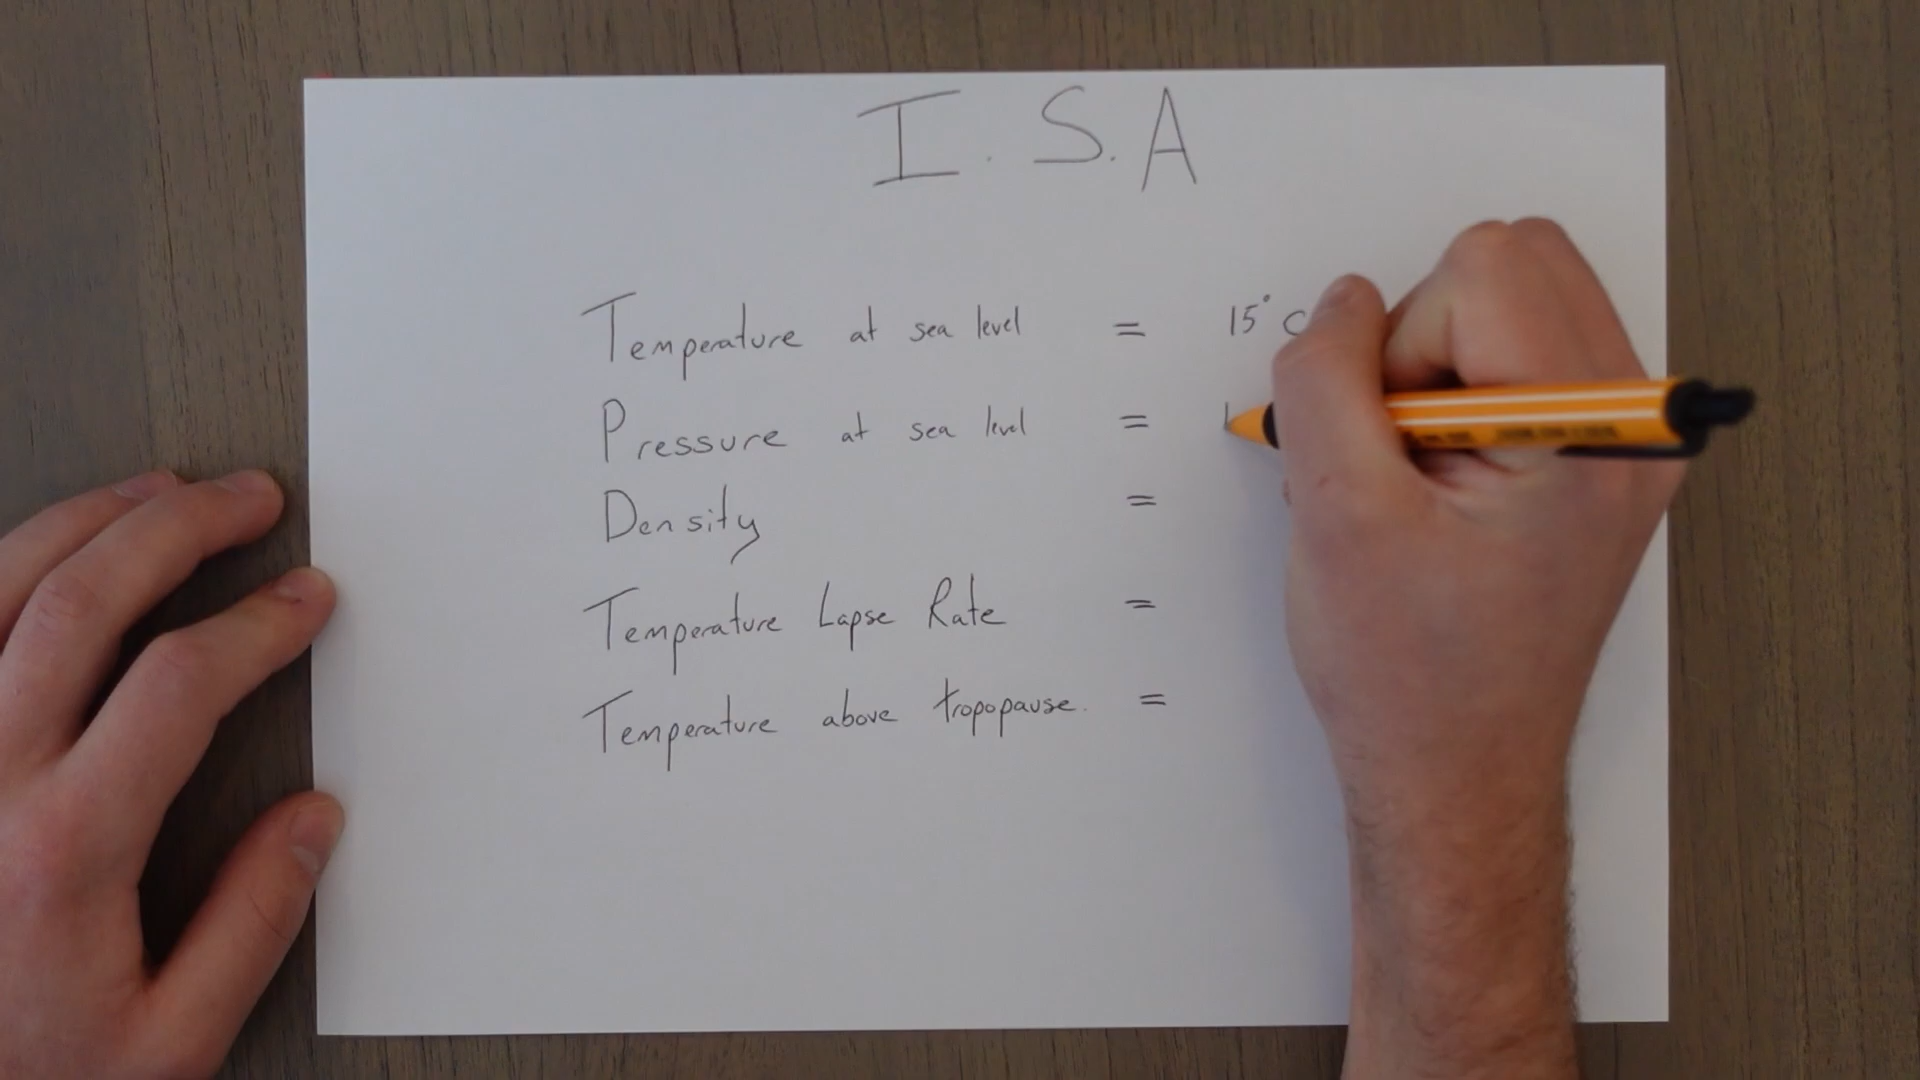 I. S. A
Temperature at sea level = 15° C
Pressure at sea level =
Density =
Temperature Lapse Rate =
Temperature above tropopause. =